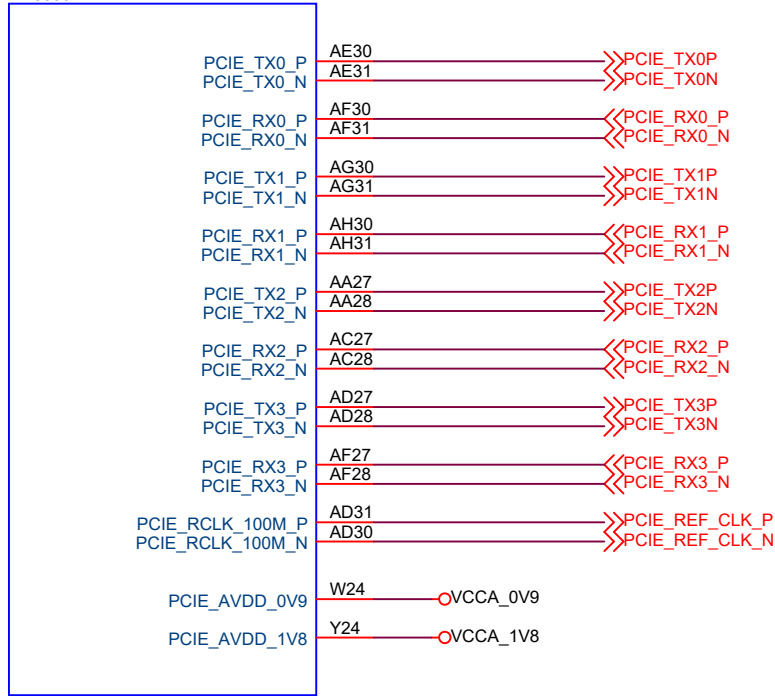 PCIE_TX0_P AE30 PCIE_TX0P
PCIE_TX0_N AE31 PCIE_TX0N
PCIE_RX0_P AF30 PCIE_RX0_P
PCIE_RX0_N AF31 PCIE_RX0_N
PCIE_TX1_P AG30 PCIE_TX1P
PCIE_TX1_N AG31 PCIE_TX1N
PCIE_RX1_P AH30 PCIE_RX1_P
PCIE_RX1_N AH31 PCIE_RX1_N
PCIE_TX2_P AA27 PCIE_TX2P
PCIE_TX2_N AA28 PCIE_TX2N
PCIE_RX2_P AC27 PCIE_RX2_P
PCIE_RX2_N AC28 PCIE_RX2_N
PCIE_TX3_P AD27 PCIE_TX3P
PCIE_TX3_N AD28 PCIE_TX3N
PCIE_RX3_P AF27 PCIE_RX3_P
PCIE_RX3_N AF28 PCIE_RX3_N
PCIE_RCLK_100M_P AD31 PCIE_REF_CLK_P
PCIE_RCLK_100M_N AD30 PCIE_REF_CLK_N
PCIE_AVDD_0V9 W24 VCCA_0V9
PCIE_AVDD_1V8 Y24 VCCA_1V8